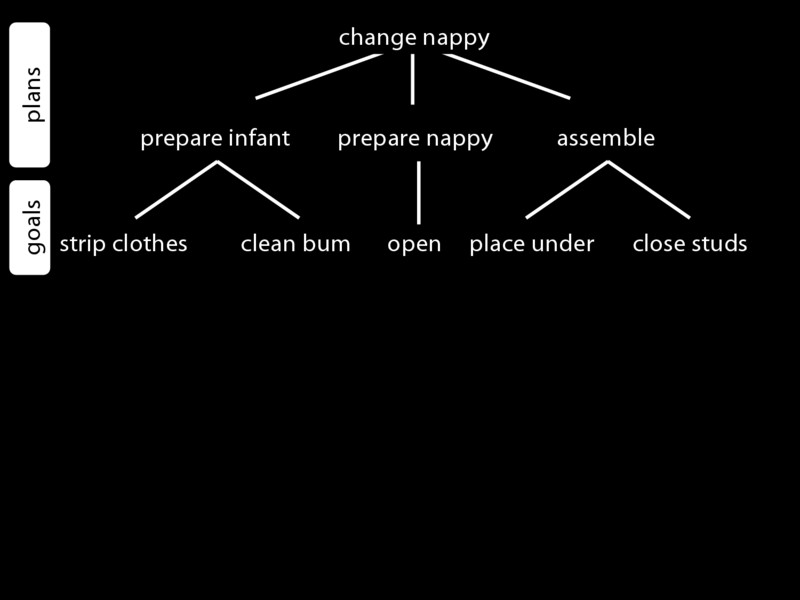 plans
change nappy
prepare infant prepare nappy assemble
goals
strip clothes clean bum open place under close studs